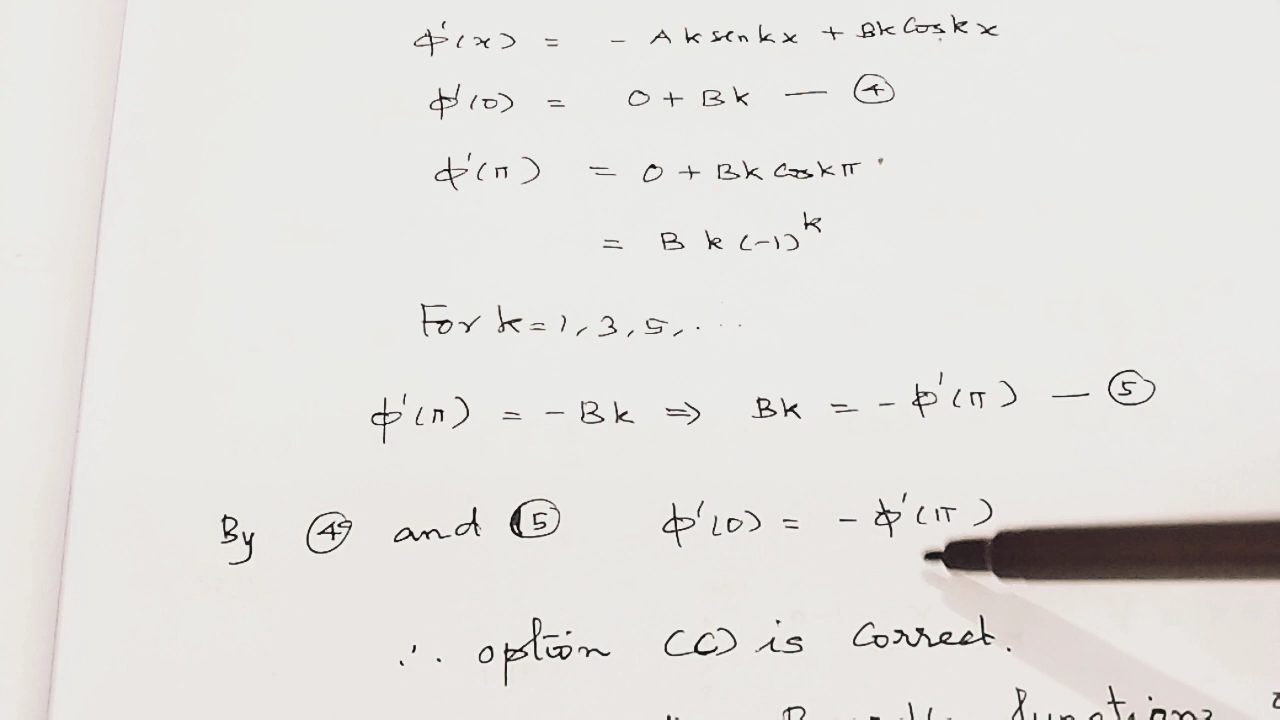 ϕ'(x) = - A k sin kx + Bk Cos kx
ϕ'(0) = 0 + Bk — ④
ϕ'(π) = 0 + Bk cos kπ
= B k (-1)^k
For k = 1, 3, 5, ...
ϕ'(π) = - Bk ⇒ Bk = - ϕ'(π) — ⑤
By ④ and ⑤ ϕ'(0) = - ϕ'(π)
∴ option (C) is Correct.
functions